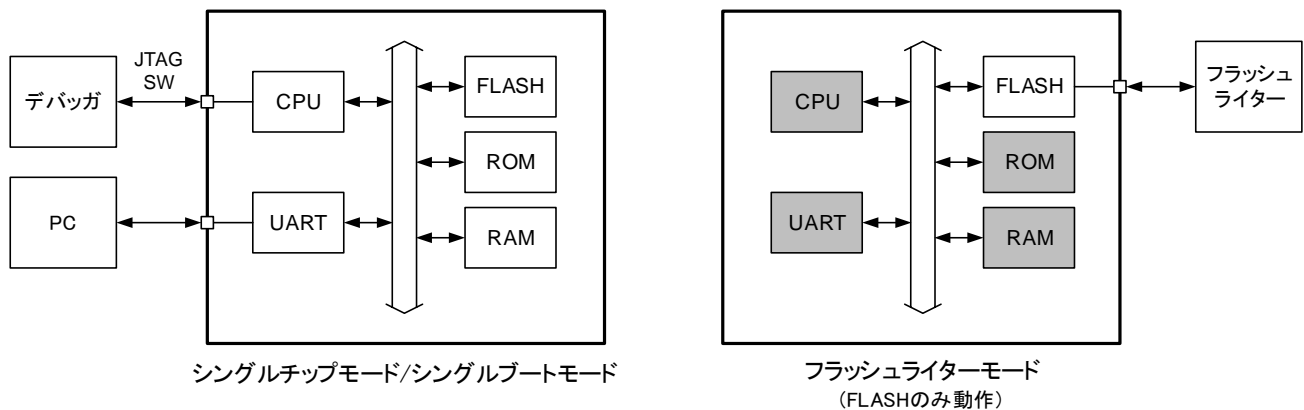 デバッガ
JTAG
SW
CPU
FLASH
ROM
PC
UART
RAM
シングルチップモード/シングルブートモード
CPU
FLASH
フラッシュ
ライター
ROM
UART
RAM
フラッシュライターモード
(FLASHのみ動作)